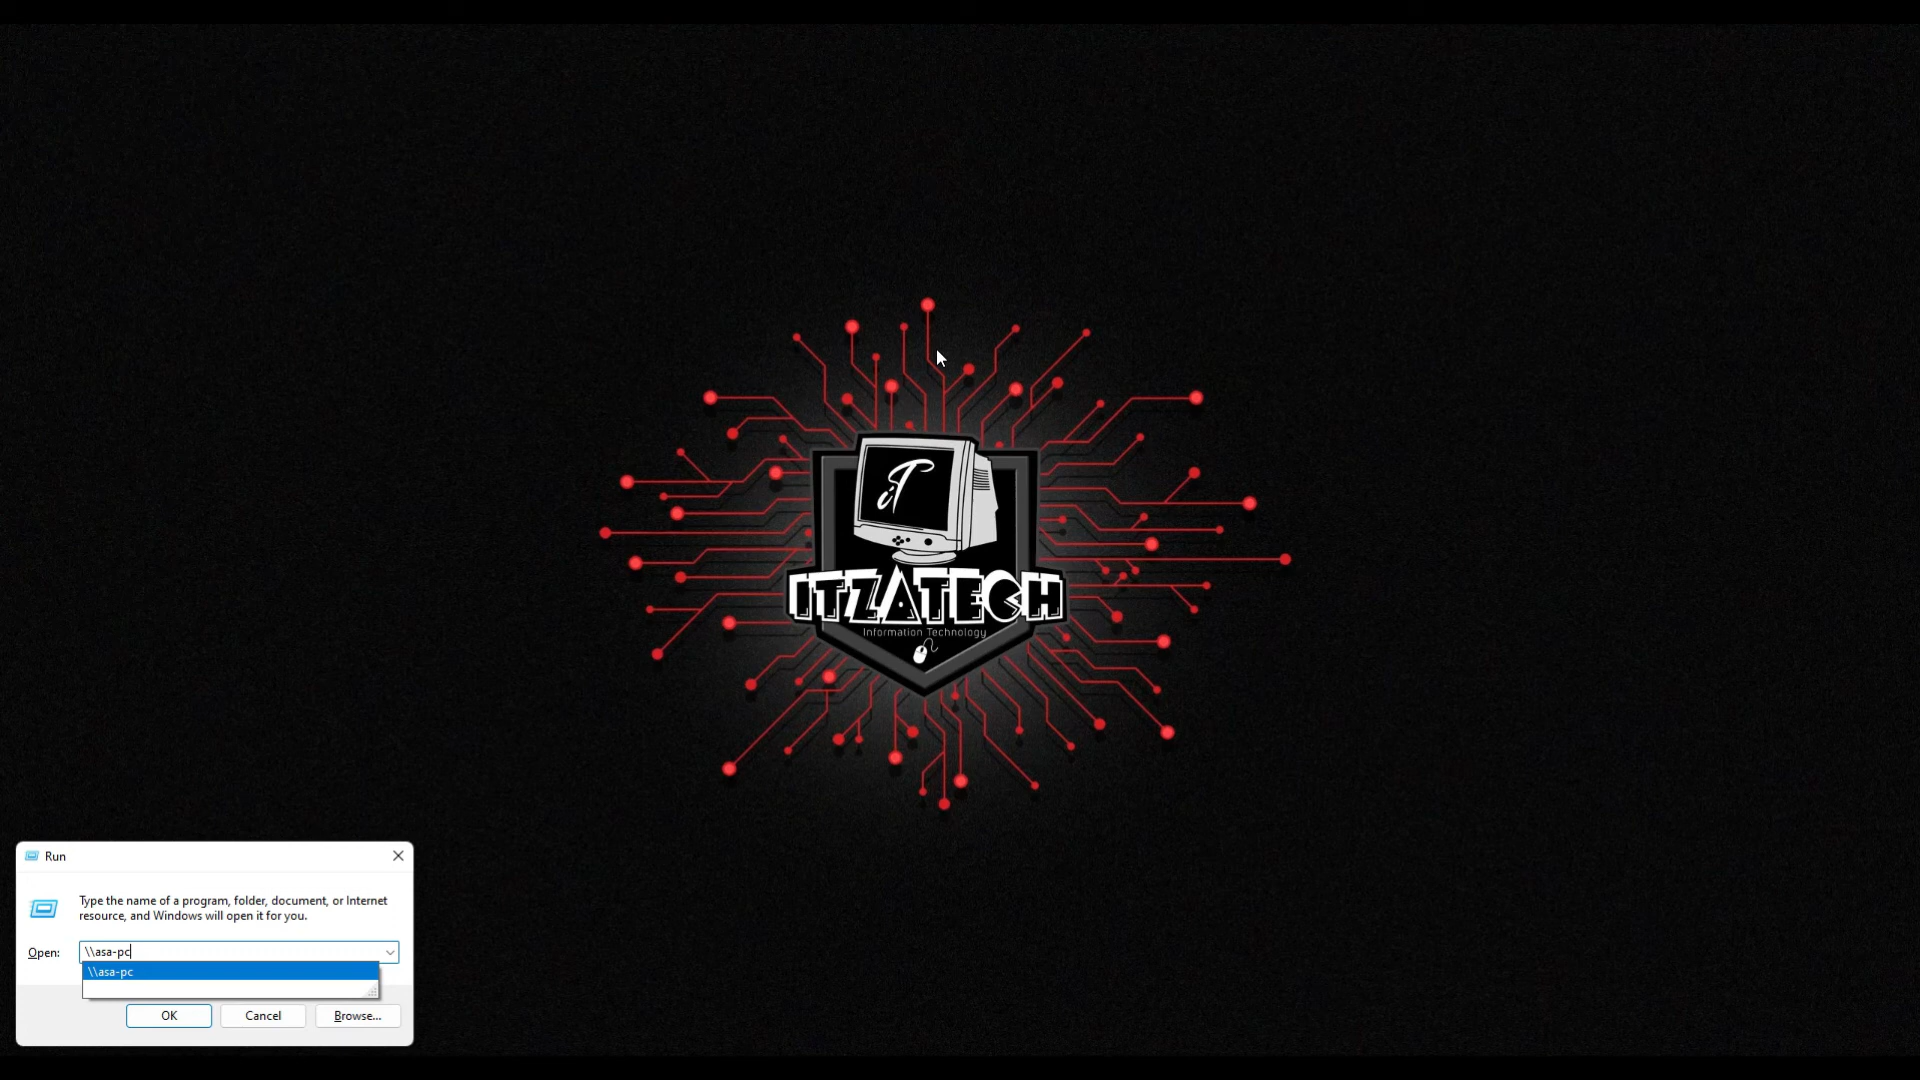 iT
ITZATECH
Information Technology
Run
Type the name of a program, folder, document, or Internet
resource, and Windows will open it for you.
Open:
\\asa-pc
\\asa-pc
OK
Cancel
Browse...